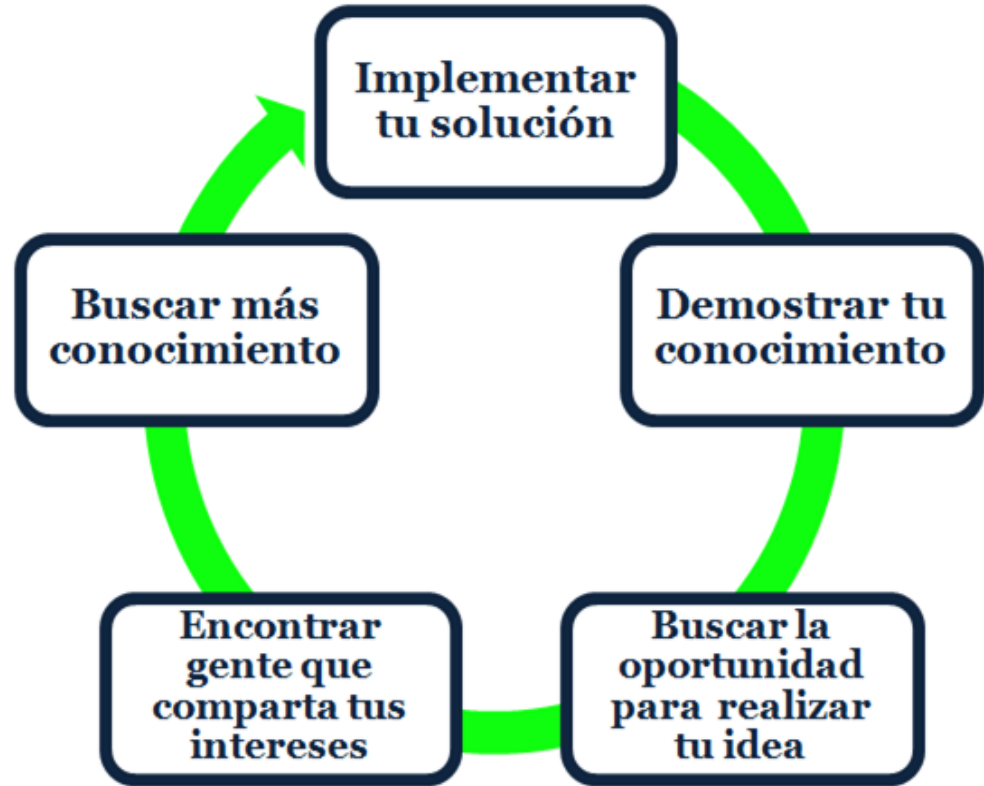 Implementar
tu solución
Demostrar tu
conocimiento
Buscar la
oportunidad
para realizar
tu idea
Encontrar
gente que
comparta tus
intereses
Buscar más
conocimiento